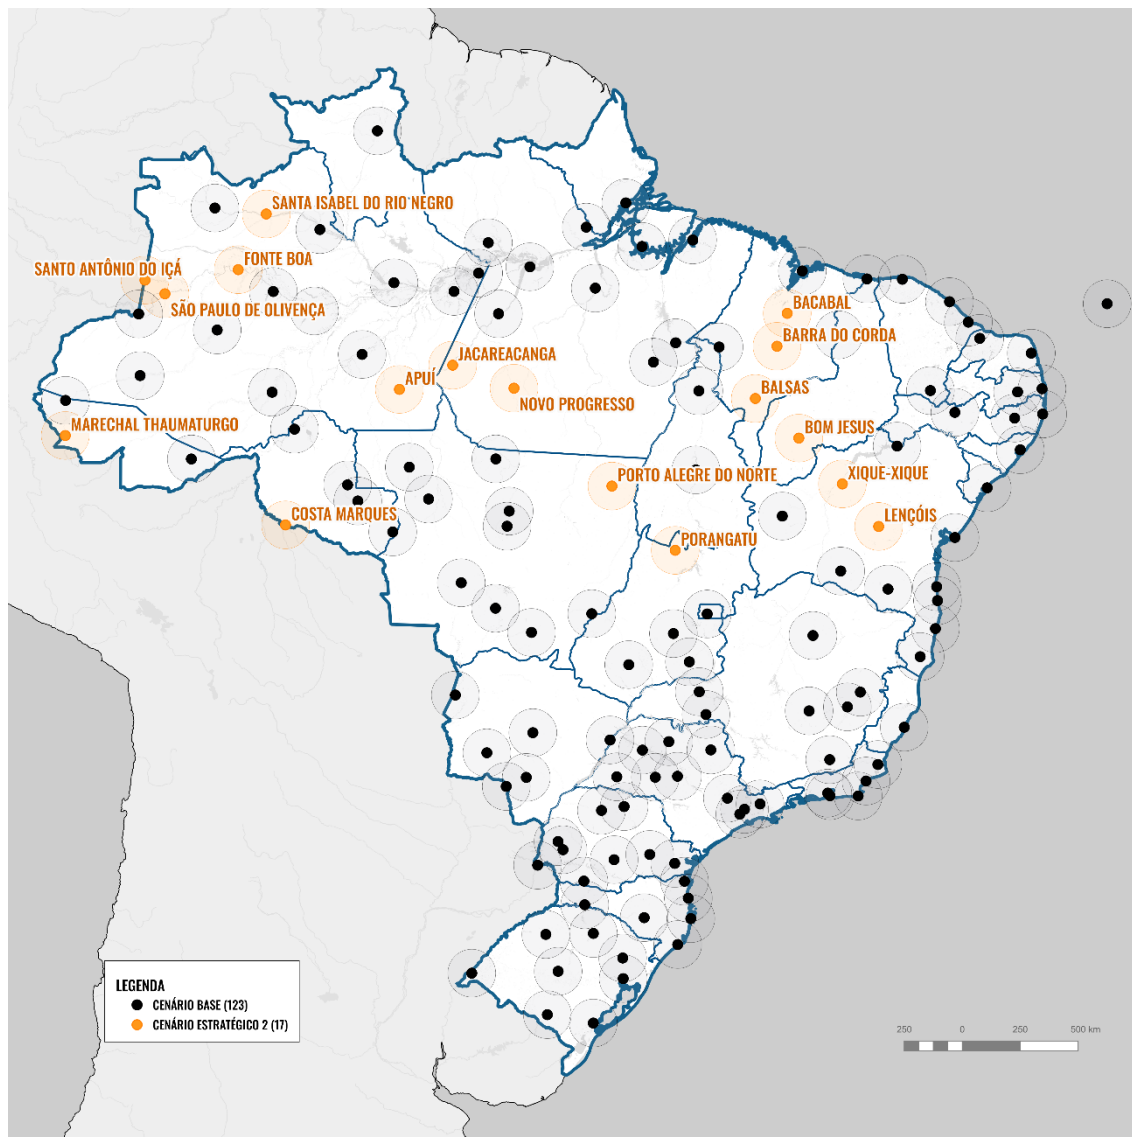 SANTA ISABEL DO RIO NEGRO
FONTE BOA
SANTO ANTÔNIO DO IÇÁ
SÃO PAULO DE OLIVENÇA
BACABAL
BARRA DO CORDA
JACAREACANGA
APUÍ
NOVO PROGRESSO
BALSAS
MARECHAL THAUMATURGO
BOM JESUS
PORTO ALEGRE DO NORTE
XIQUE-XIQUE
COSTA MARQUES
LENÇÓIS
PORANGATU
LEGENDA
CENÁRIO BASE (123)
CENÁRIO ESTRATÉGICO 2 (17)
250 0 250 500 km